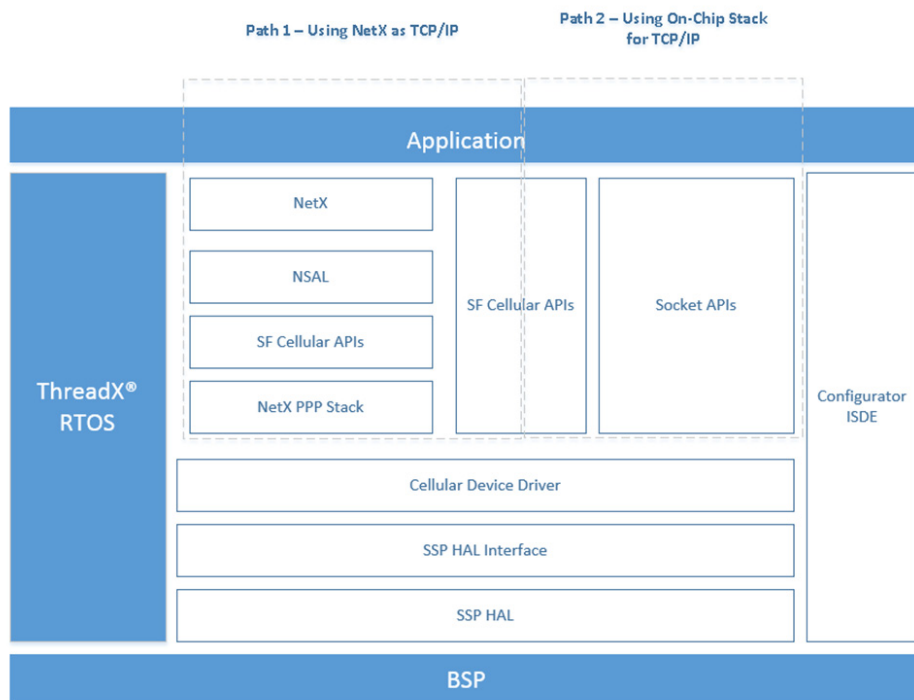 Path 1 – Using NetX as TCP/IP
Path 2 – Using On-Chip Stack
for TCP/IP
Application
ThreadX®
RTOS
NetX
NSAL
SF Cellular APIs
NetX PPP Stack
SF Cellular APIs
Socket APIs
Configurator
ISDE
Cellular Device Driver
SSP HAL Interface
SSP HAL
BSP